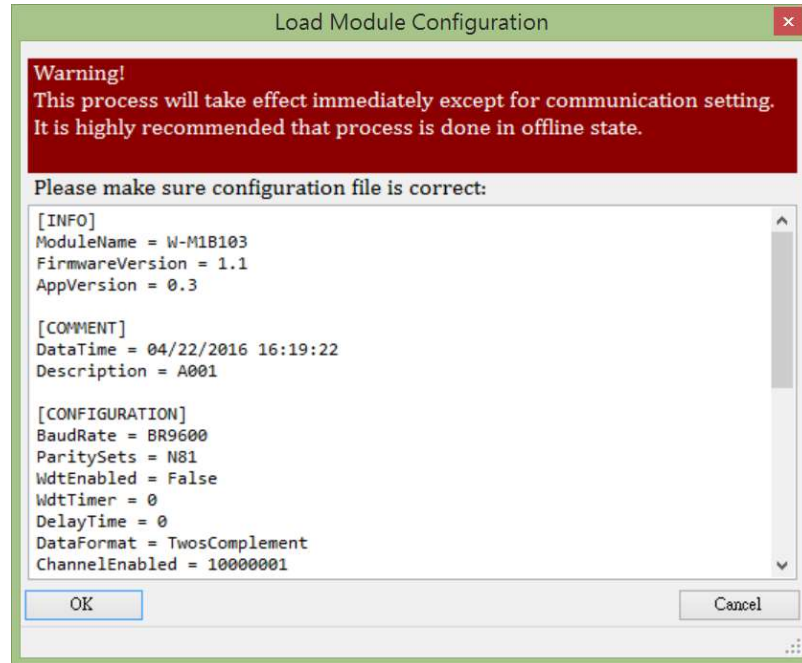 Load Module Configuration
Warning!
This process will take effect immediately except for communication setting.
It is highly recommended that process is done in offline state.
Please make sure configuration file is correct:
[INFO]
ModuleName = W-M1B103
FirmwareVersion = 1.1
AppVersion = 0.3
[COMMENT]
DataTime = 04/22/2016 16:19:22
Description = A001
[CONFIGURATION]
BaudRate = BR9600
ParitySets = N81
WdtEnabled = False
WdtTimer = 0
DelayTime = 0
DataFormat = TwosComplement
ChannelEnabled = 10000001
OK
Cancel